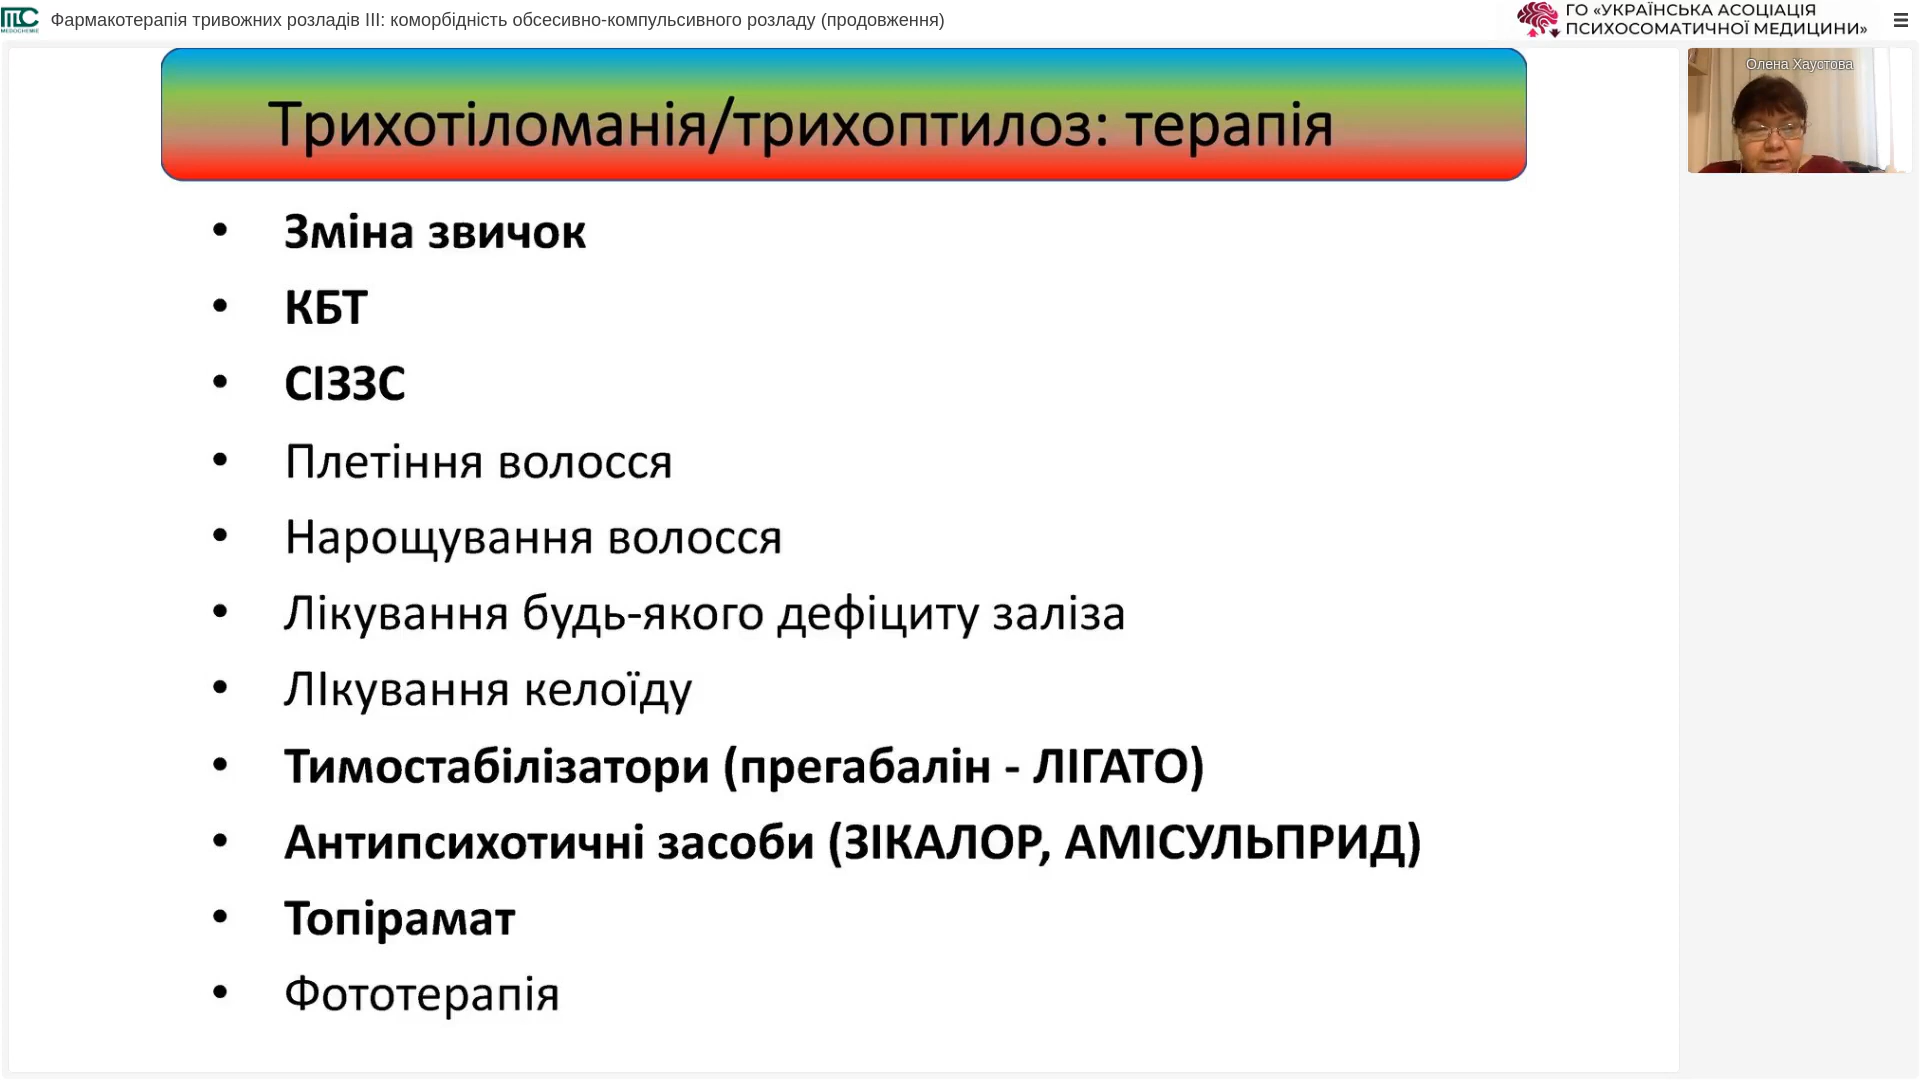 Фармакотерапія тривожних розладів III: коморбідність обсесивно-компульсивного розладу (продовження)
ГО «УКРАЇНСЬКА АСОЦІАЦІЯ
ПСИХОСОМАТИЧНОЇ МЕДИЦИНИ»
Олена Хаустова
Трихотіломанія/трихоптилоз: терапія
• Зміна звичок
• КБТ
• СІЗЗС
• Плетіння волосся
• Нарощування волосся
• Лікування будь-якого дефіциту заліза
• ЛІкування келоїду
• Тимостабілізатори (прегабалін - ЛІГАТО)
• Антипсихотичні засоби (ЗІКАЛОР, АМІСУЛЬПРИД)
• Топірамат
• Фототерапія